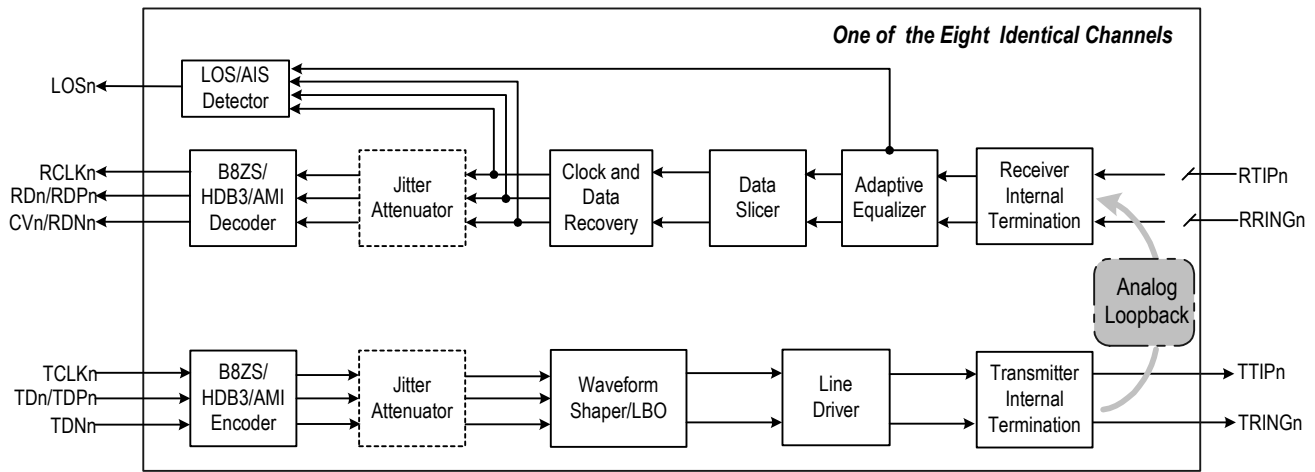 One of the Eight Identical Channels
LOSn
LOS/AIS
Detector
RCLKn
RDn/RDPn
CVn/RDNn
B8ZS/
HDB3/AMI
Decoder
Jitter
Attenuator
Clock and
Data
Recovery
Data
Slicer
Adaptive
Equalizer
Receiver
Internal
Termination
RTIPn
RRINGn
Analog
Loopback
TCLKn
TDn/TDPn
TDNn
B8ZS/
HDB3/AMI
Encoder
Jitter
Attenuator
Waveform
Shaper/LBO
Line
Driver
Transmitter
Internal
Termination
TTIPn
TRINGn